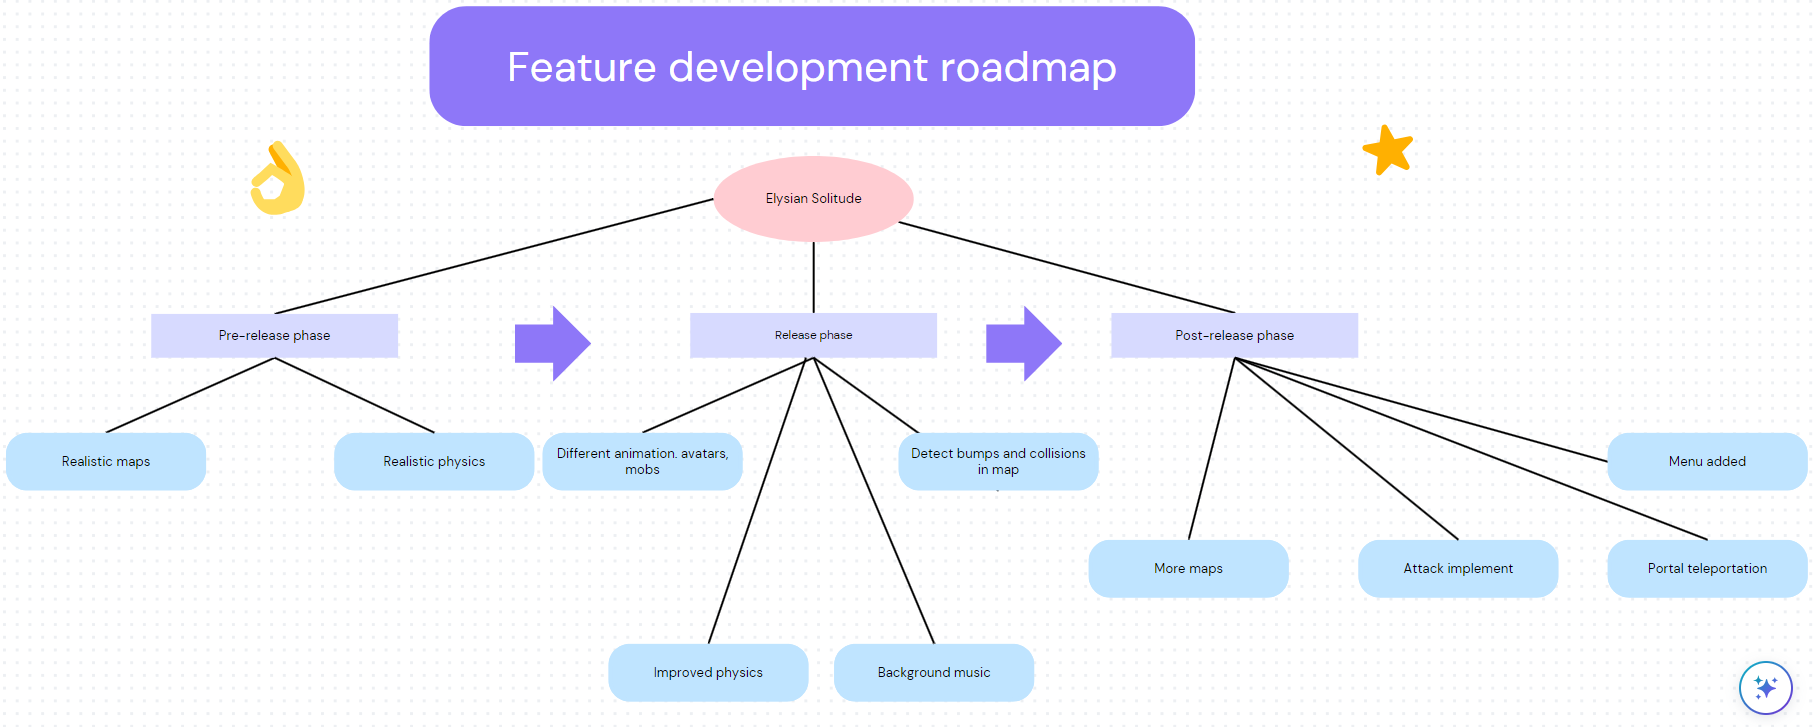 Feature development roadmap
Elysian Solitude
Pre-release phase
Release phase
Post-release phase
Realistic maps
Realistic physics
Different animation. avatars,
mobs
Detect bumps and collisions
in map
Menu added
More maps
Attack implement
Portal teleportation
Improved physics
Background music